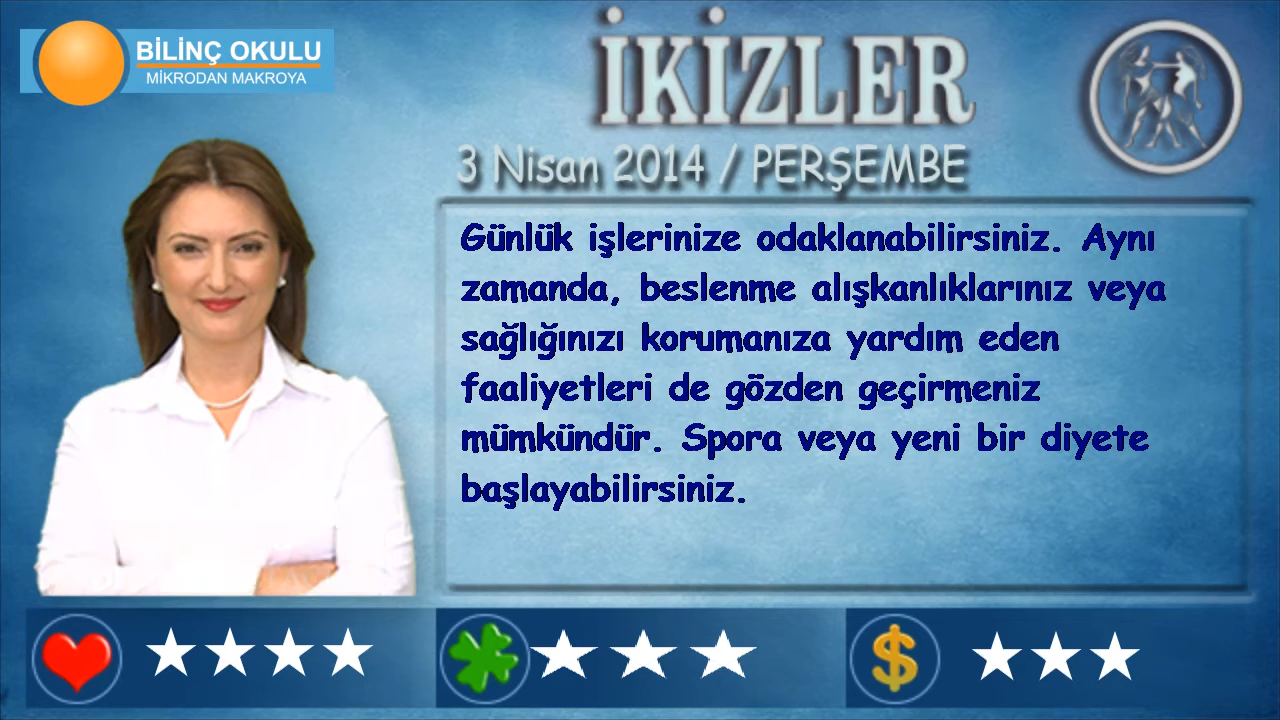 BİLİNÇ OKULU
MİKRODAN MAKROYA
İKİZLER
3 Nisan 2014 / PERŞEMBE
Günlük işlerinize odaklanabilirsiniz. Aynı
zamanda, beslenme alışkanlıklarınız veya
sağlığınızı korumanıza yardım eden
faaliyetleri de gözden geçirmeniz
mümkündür. Spora veya yeni bir diyete
başlayabilirsiniz.